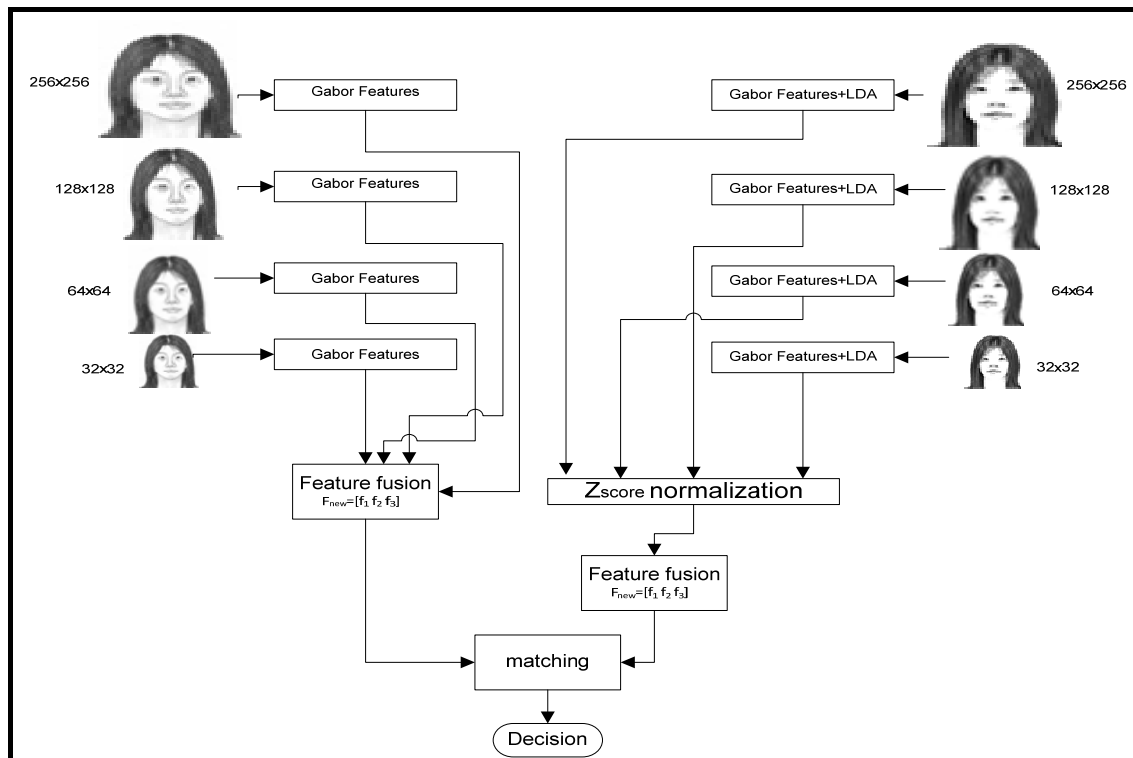 256x256
Gabor Features
128x128
Gabor Features
64x64
Gabor Features
32x32
Gabor Features
Gabor Features+LDA
256x256
Gabor Features+LDA
128x128
Gabor Features+LDA
64x64
Gabor Features+LDA
32x32
Feature fusion
Fnew=[f1 f2 f3]
Zscore normalization
Feature fusion
Fnew=[f1 f2 f3]
matching
Decision